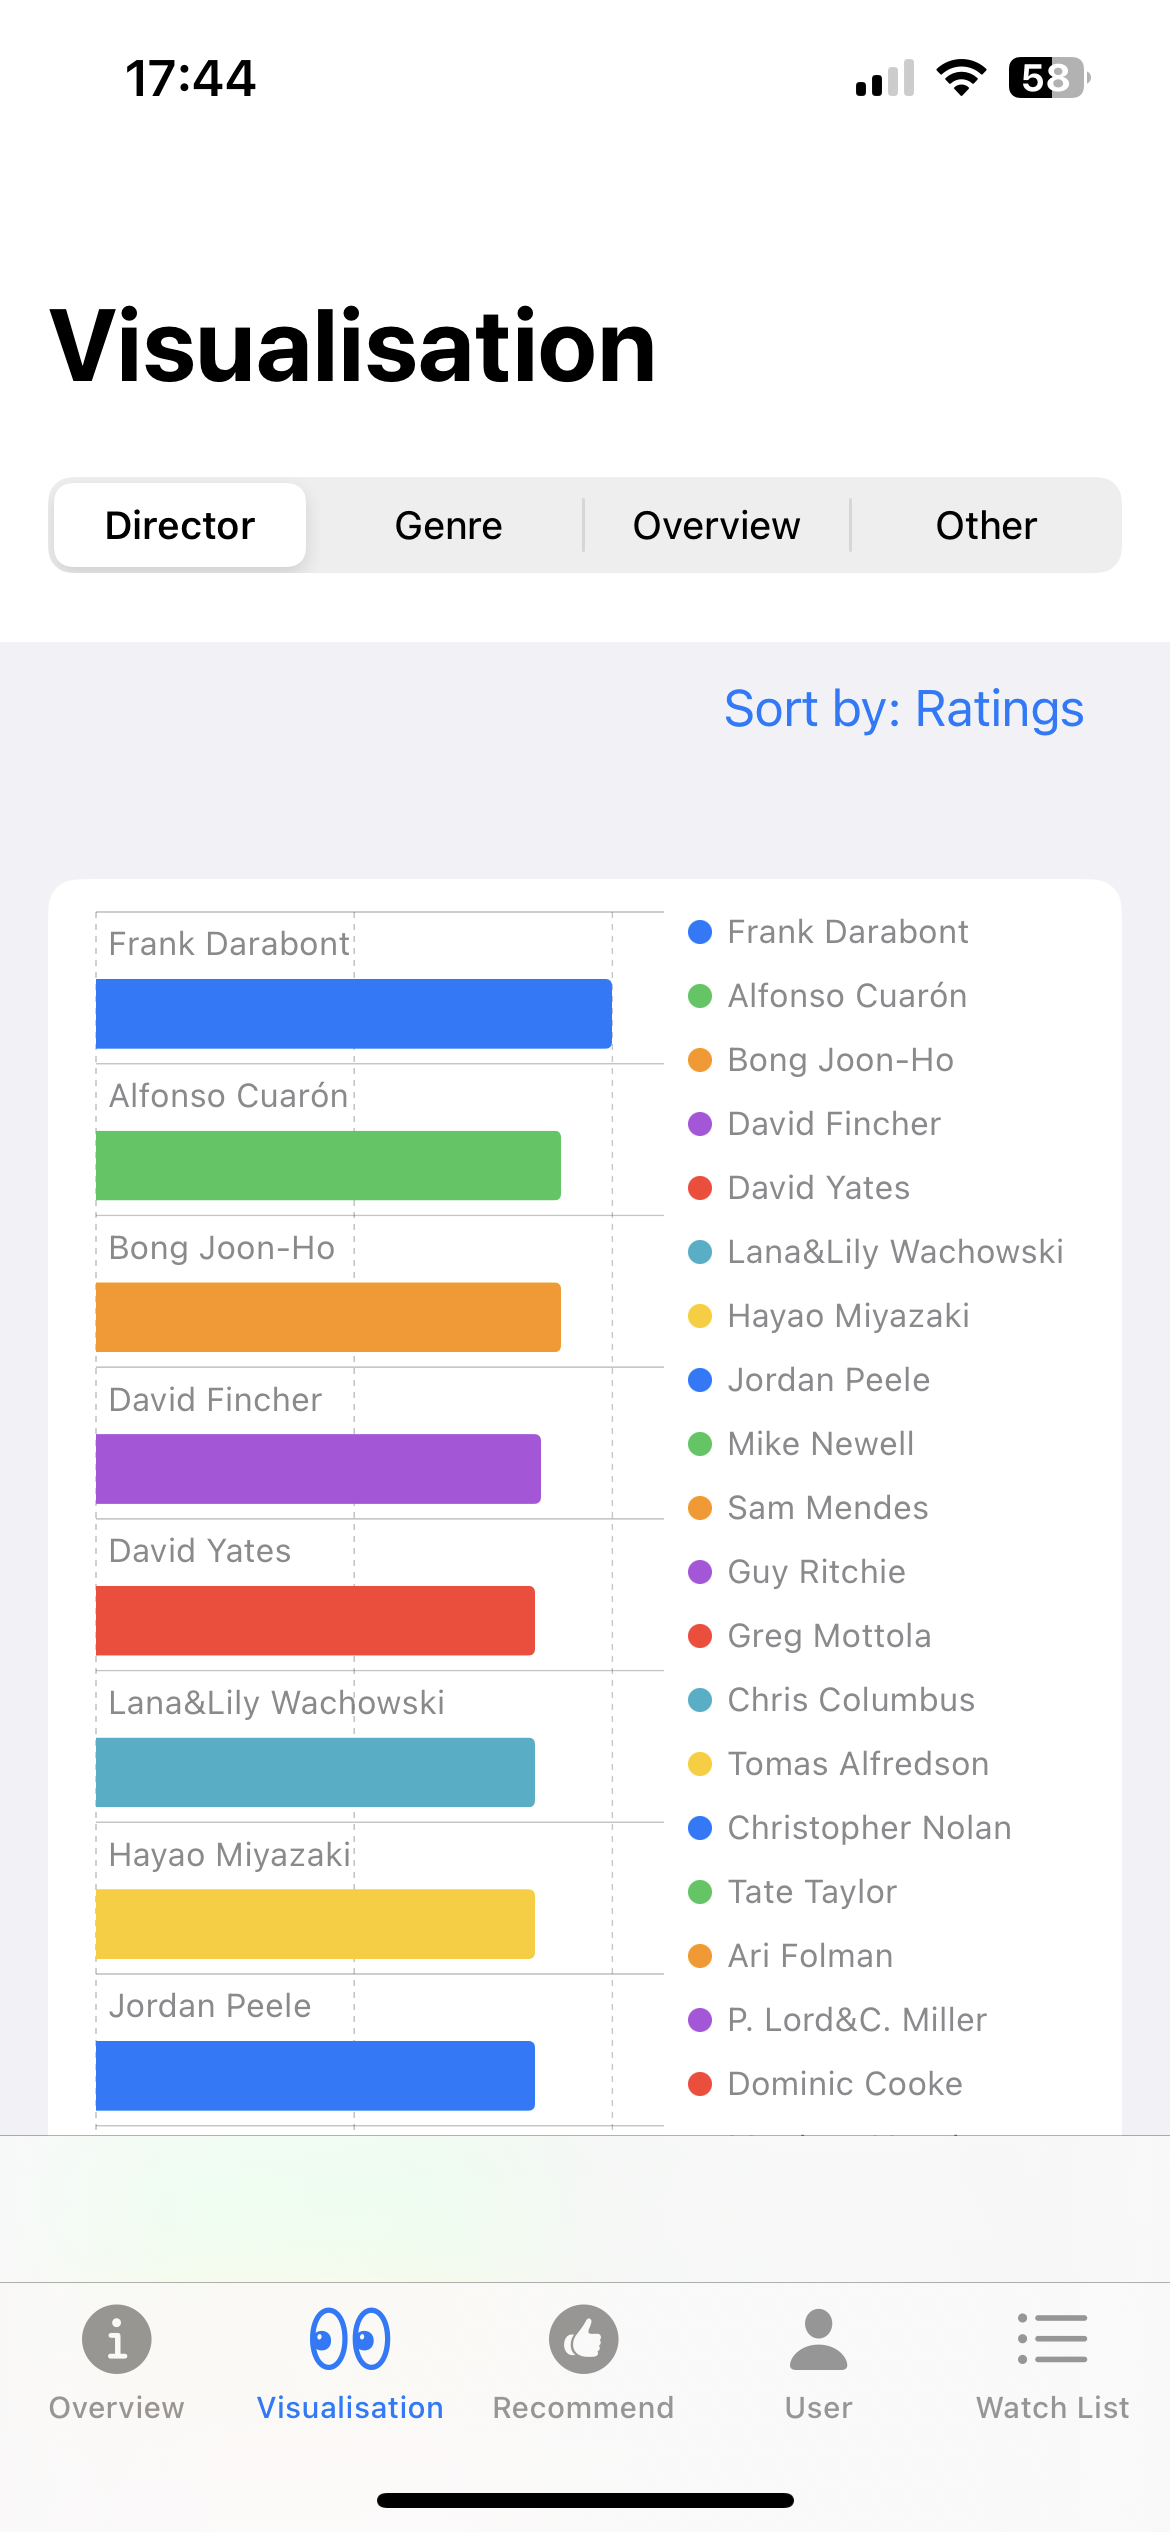 17:44
58
Visualisation
Director Genre Overview Other
Sort by: Ratings
Frank Darabont
Alfonso Cuarón
Bong Joon-Ho
David Fincher
David Yates
Lana&Lily Wachowski
Hayao Miyazaki
Jordan Peele
Frank Darabont
Alfonso Cuarón
Bong Joon-Ho
David Fincher
David Yates
Lana&Lily Wachowski
Hayao Miyazaki
Jordan Peele
Mike Newell
Sam Mendes
Guy Ritchie
Greg Mottola
Chris Columbus
Tomas Alfredson
Christopher Nolan
Tate Taylor
Ari Folman
P. Lord&C. Miller
Dominic Cooke
Overview Visualisation Recommend User Watch List